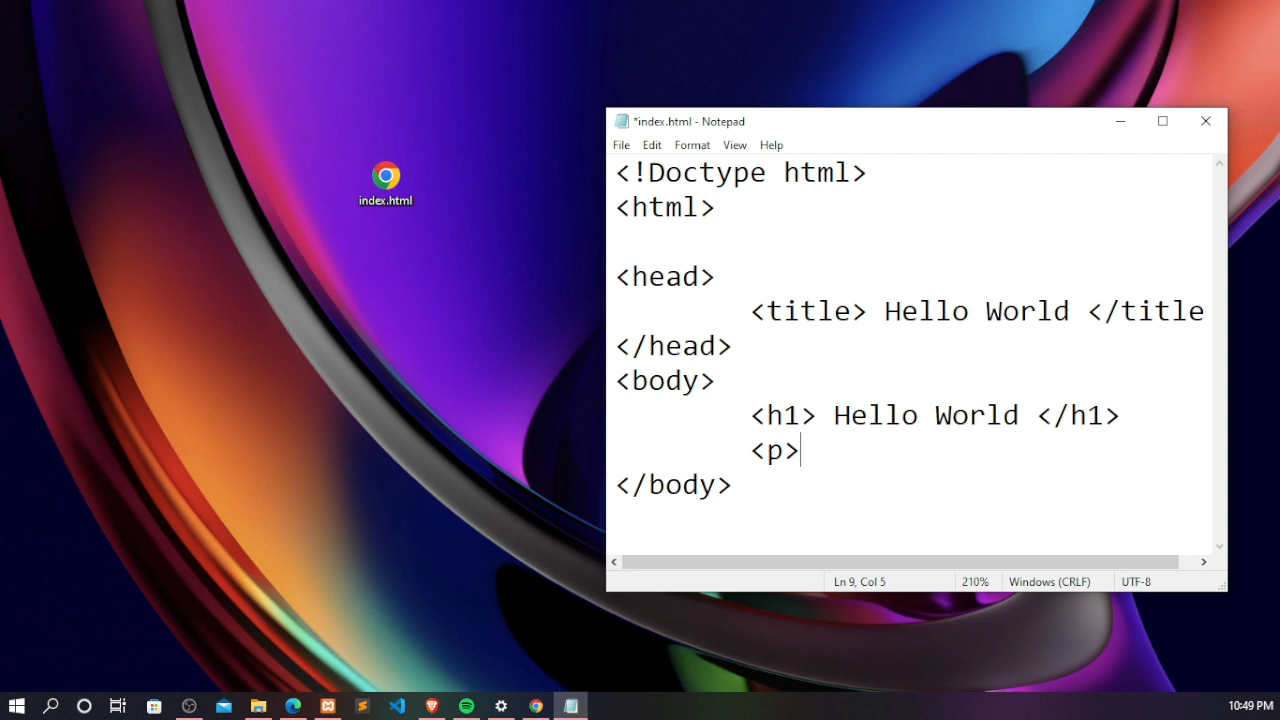 index.html
*index.html - Notepad
File Edit Format View Help
<!Doctype html>
<html>
<head>
<title> Hello World </title
</head>
<body>
<h1> Hello World </h1>
<p>
</body>
Ln 9, Col 5 210% Windows (CRLF) UTF-8
10:49 PM